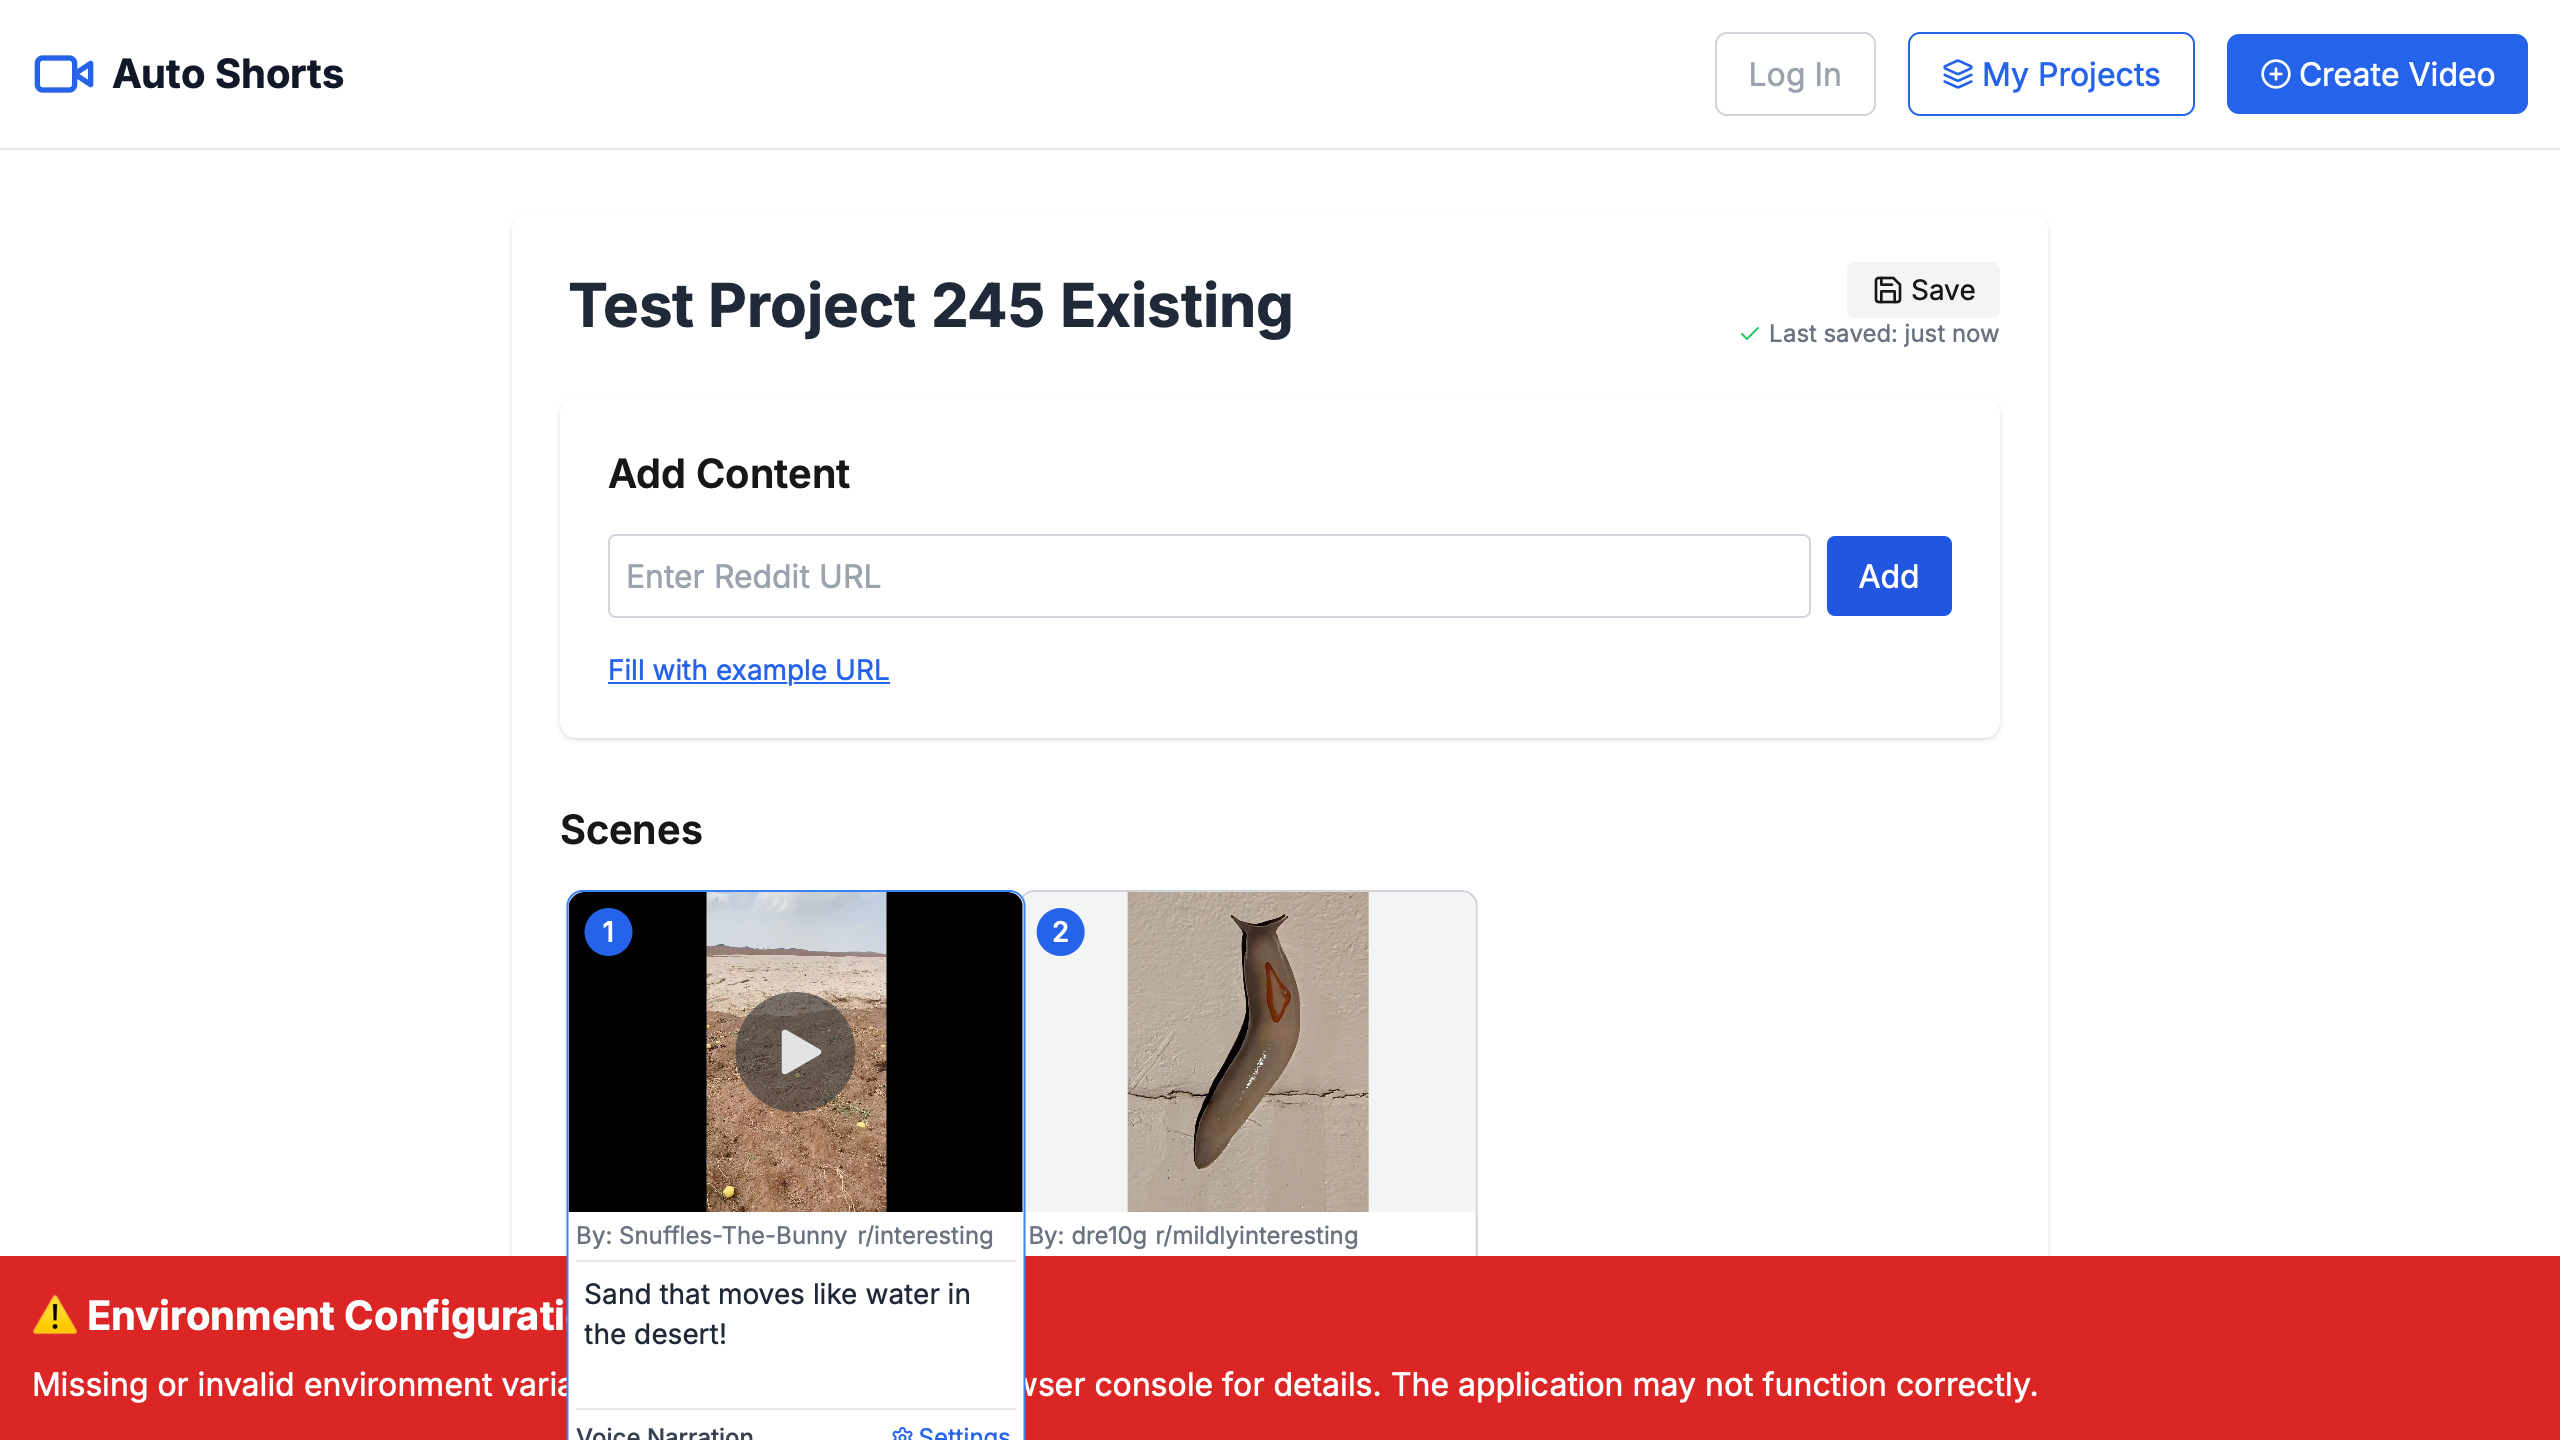 Auto Shorts
Log In
My Projects
Create Video
Test Project 245 Existing
Save
Last saved: just now
Add Content
Enter Reddit URL
Add
Fill with example URL
Scenes
1
2
By: Snuffles-The-Bunny r/interesting
By: dre10g r/mildlyinteresting
Environment Configurati
Sand that moves like water in
the desert!
Missing or invalid environment varia wser console for details. The application may not function correctly.
Voice Narration
Settings